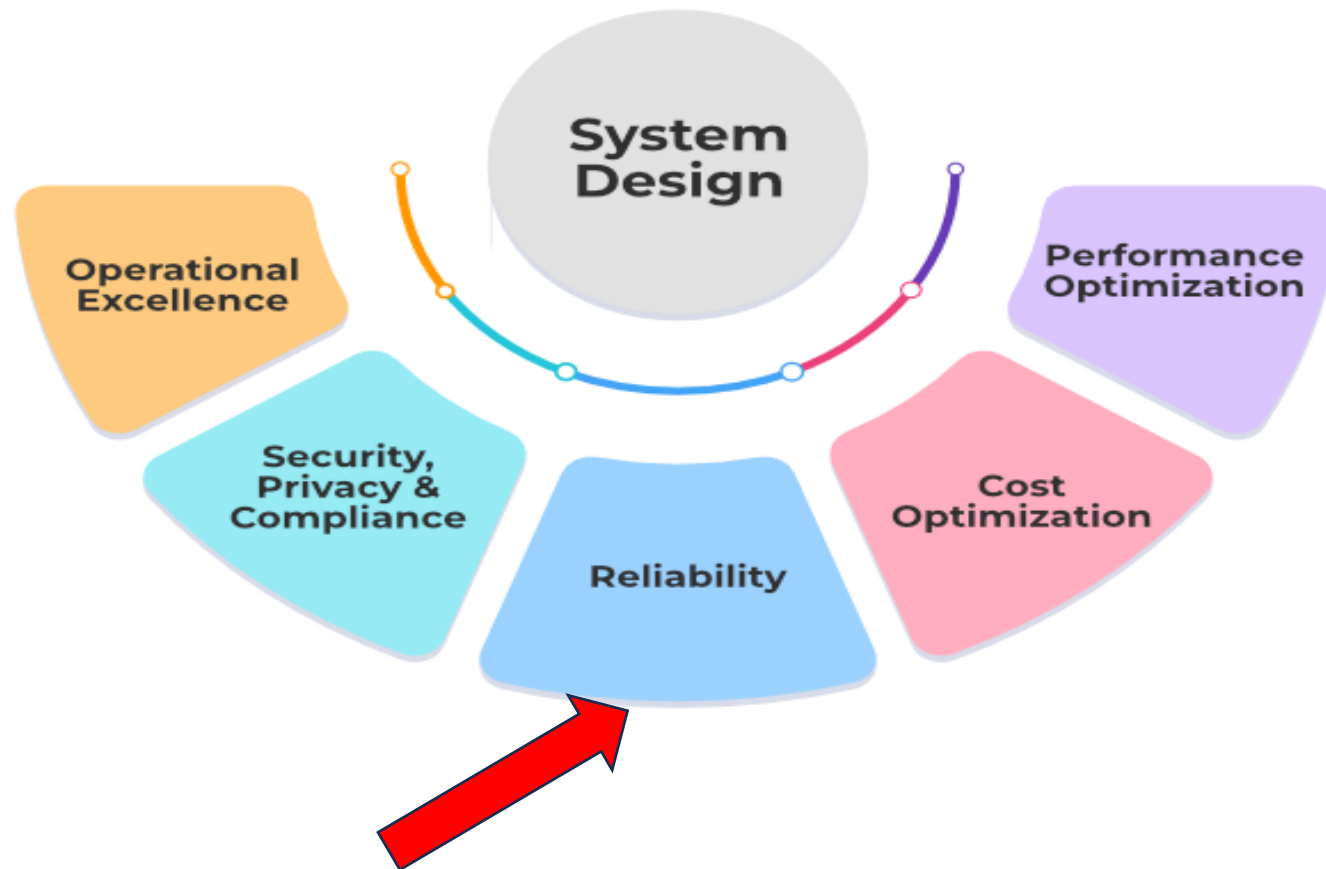 System
Design
Operational
Excellence
Security,
Privacy &
Compliance
Reliability
Cost
Optimization
Performance
Optimization